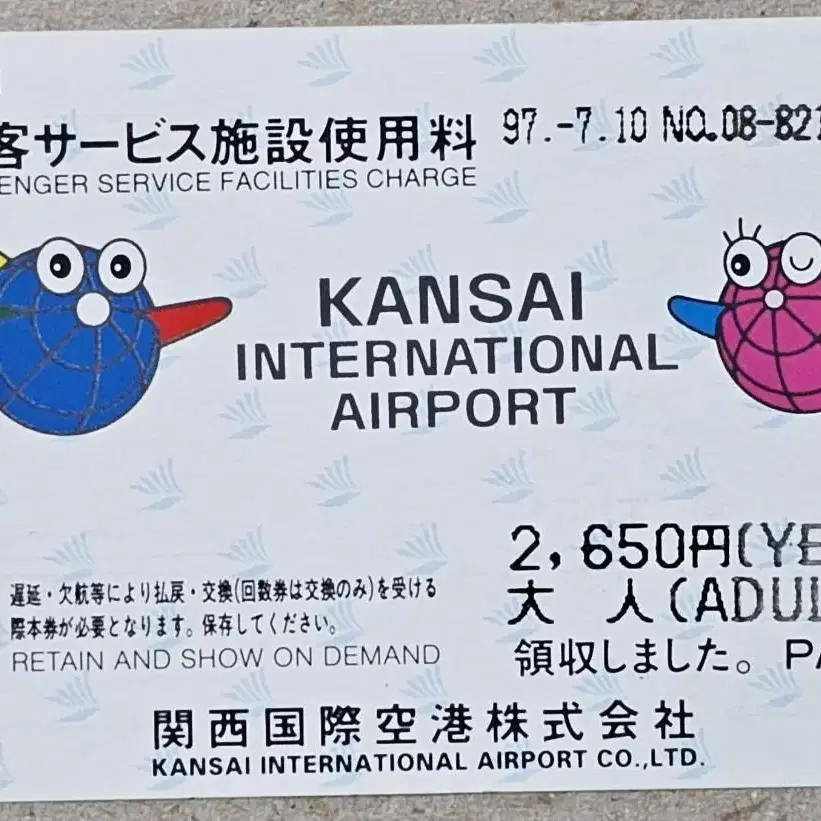 客サービス施設使用料 97.-7.10 NO.08-821
ENGER SERVICE FACILITIES CHARGE
KANSAI
INTERNATIONAL
AIRPORT
2,650円(YE
大 人(ADUL
領収しました。 PA
遅延・欠航等により払戻・交換(回数券は交換のみ)を受ける
際本券が必要となります。保存してください。
RETAIN AND SHOW ON DEMAND
関西国際空港株式会社
KANSAI INTERNATIONAL AIRPORT CO.,LTD.